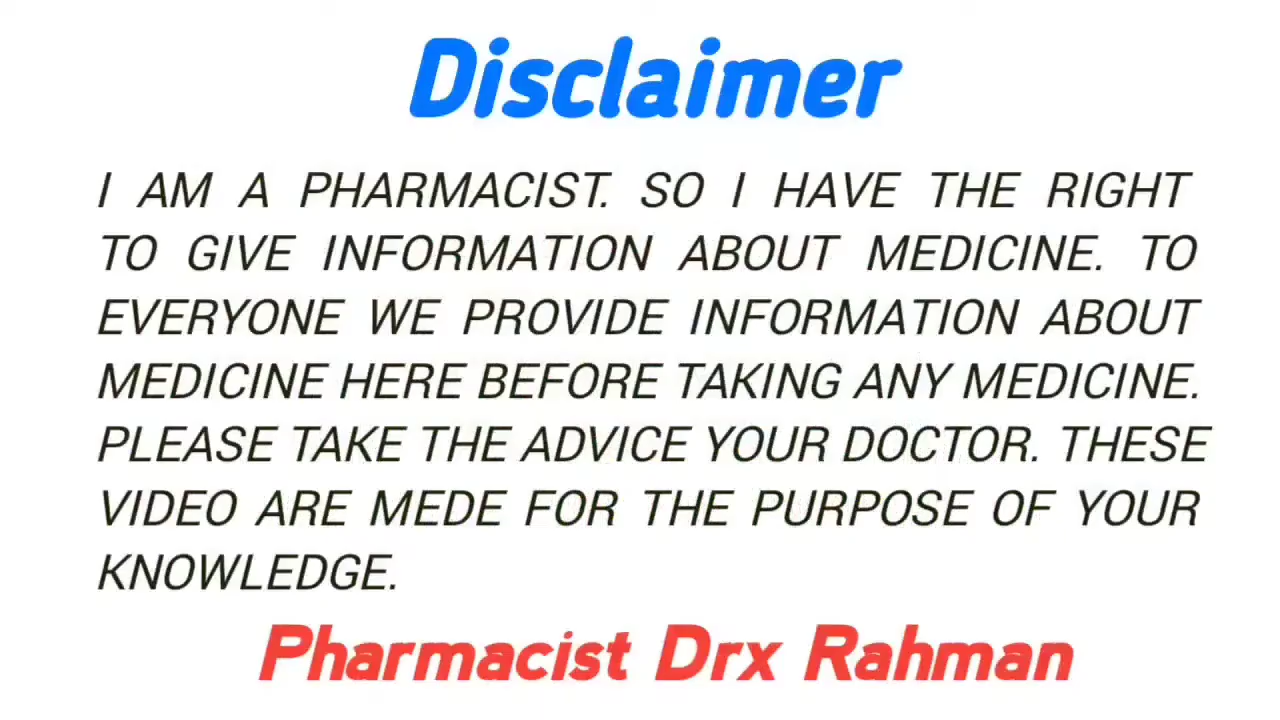 Disclaimer
I AM A PHARMACIST. SO I HAVE THE RIGHT
TO GIVE INFORMATION ABOUT MEDICINE. TO
EVERYONE WE PROVIDE INFORMATION ABOUT
MEDICINE HERE BEFORE TAKING ANY MEDICINE.
PLEASE TAKE THE ADVICE YOUR DOCTOR. THESE
VIDEO ARE MEDE FOR THE PURPOSE OF YOUR
KNOWLEDGE.
Pharmacist Drx Rahman